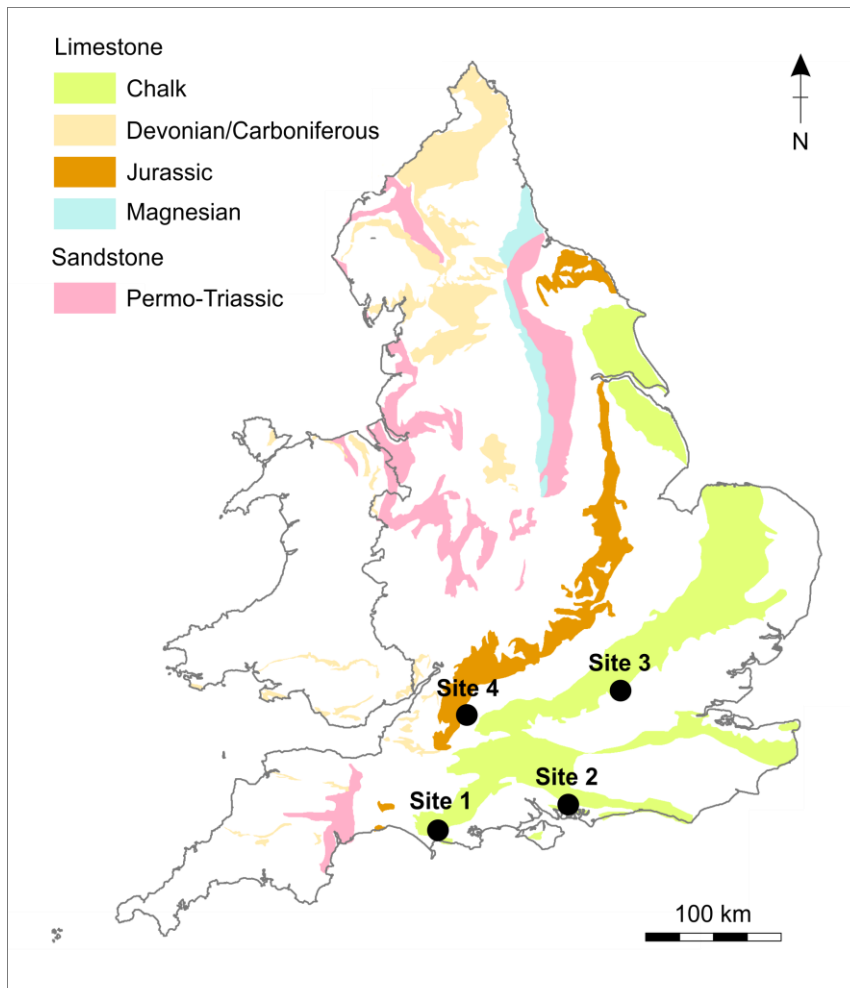 Limestone
Chalk
Devonian/Carboniferous
Jurassic
Magnesian
Sandstone
Permo-Triassic
N
Site 3
Site 4
Site 2
Site 1
100 km